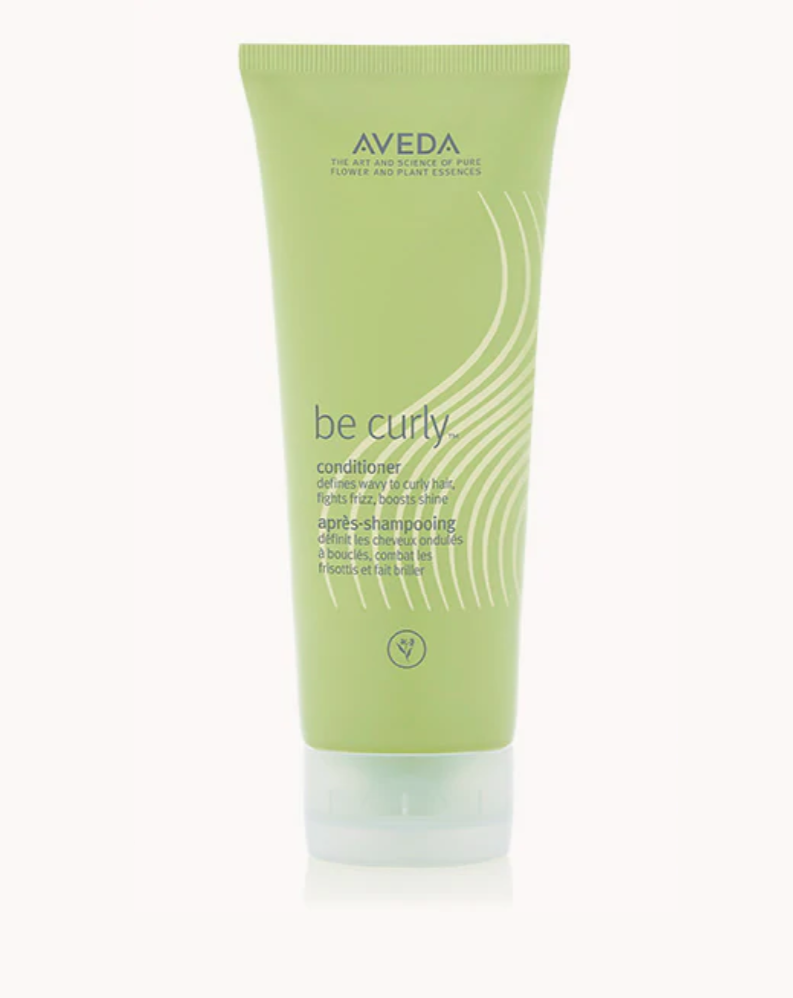 AVEDA
THE ART AND SCIENCE OF PURE
FLOWER AND PLANT ESSENCES
be curly™
conditioner
defines wavy to curly hair,
fights frizz, boosts shine
après-shampooing
définit les cheveux ondulés
à bouclés, combat les
frisottis et fait briller